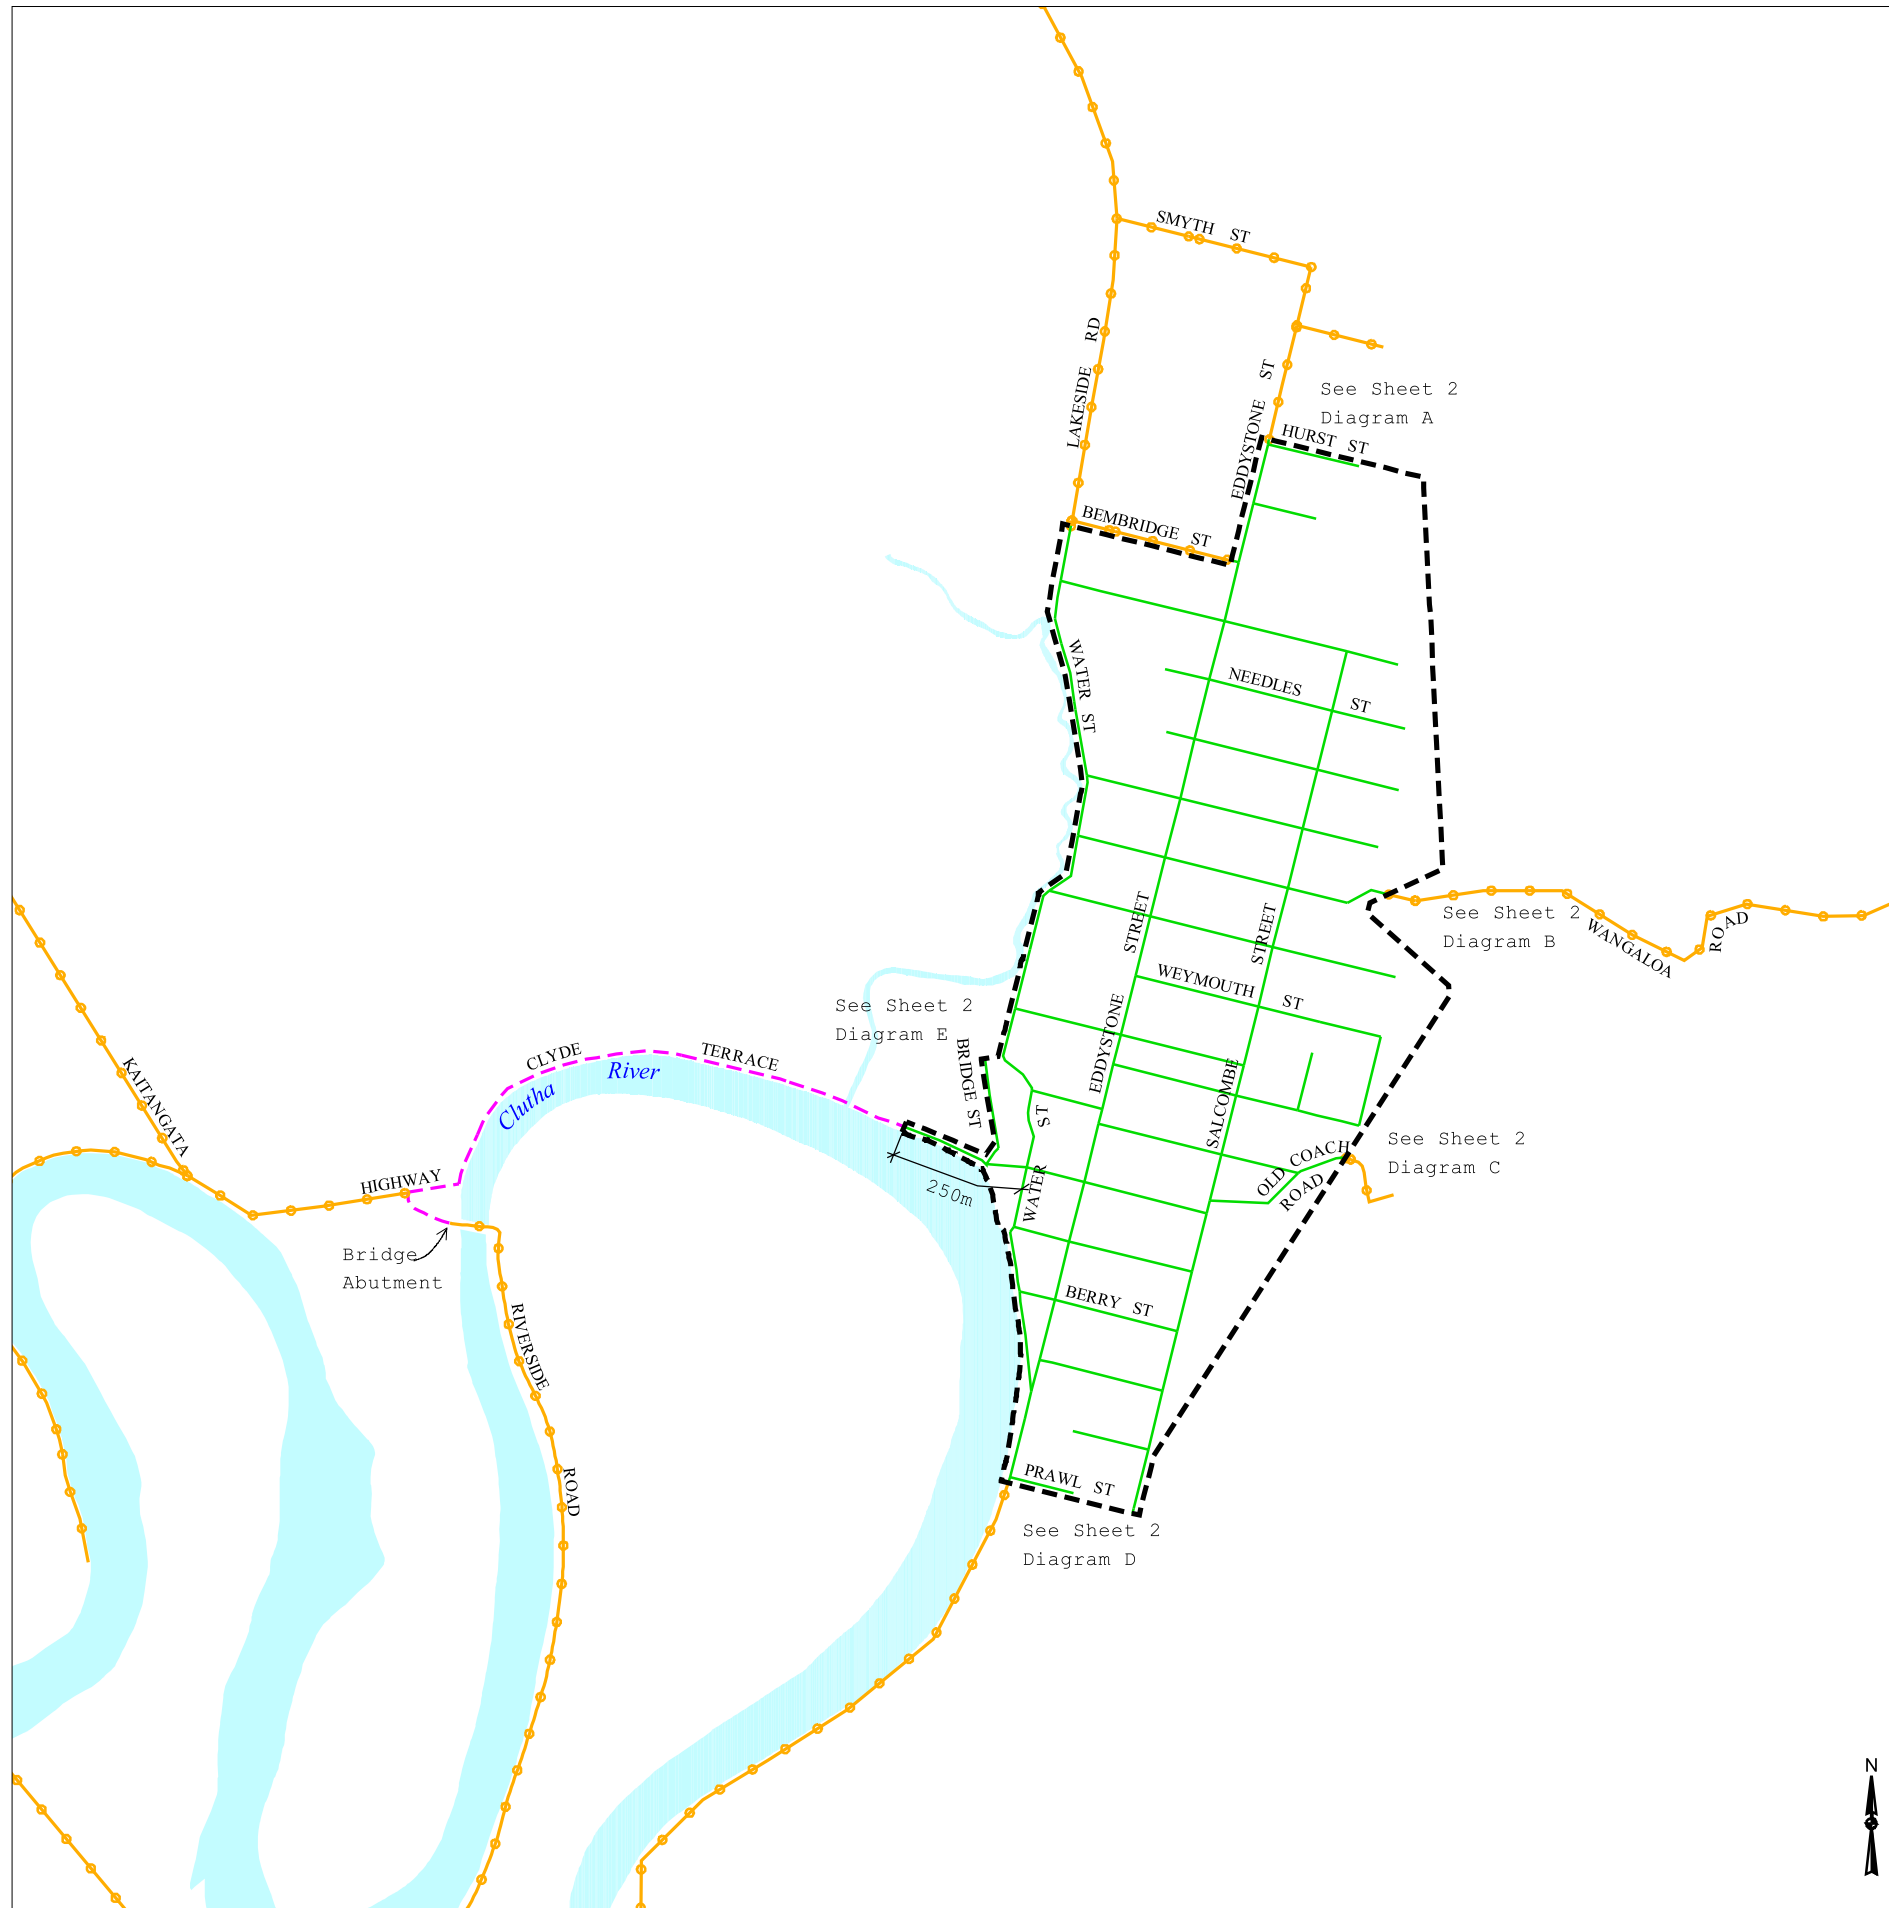 SMYTH ST
LAKESIDE RD
EDDYSTONE ST
See Sheet 2
Diagram A
HURST ST
BEMBRIDGE ST
WATER ST
NEEDLES ST
STREET
STREET
See Sheet 2
Diagram B
WANGALOA ROAD
WEYMOUTH ST
See Sheet 2
Diagram E
EDDYSTONE
BRIDGE ST
CLYDE TERRACE
Clutha River
KAITANGATA
HIGHWAY
SALCOMBE
WATER ST
See Sheet 2
Diagram C
OLD COACH
ROAD
250m
Bridge
Abutment
RIVERSIDE ROAD
BERRY ST
PRAWL ST
See Sheet 2
Diagram D
N